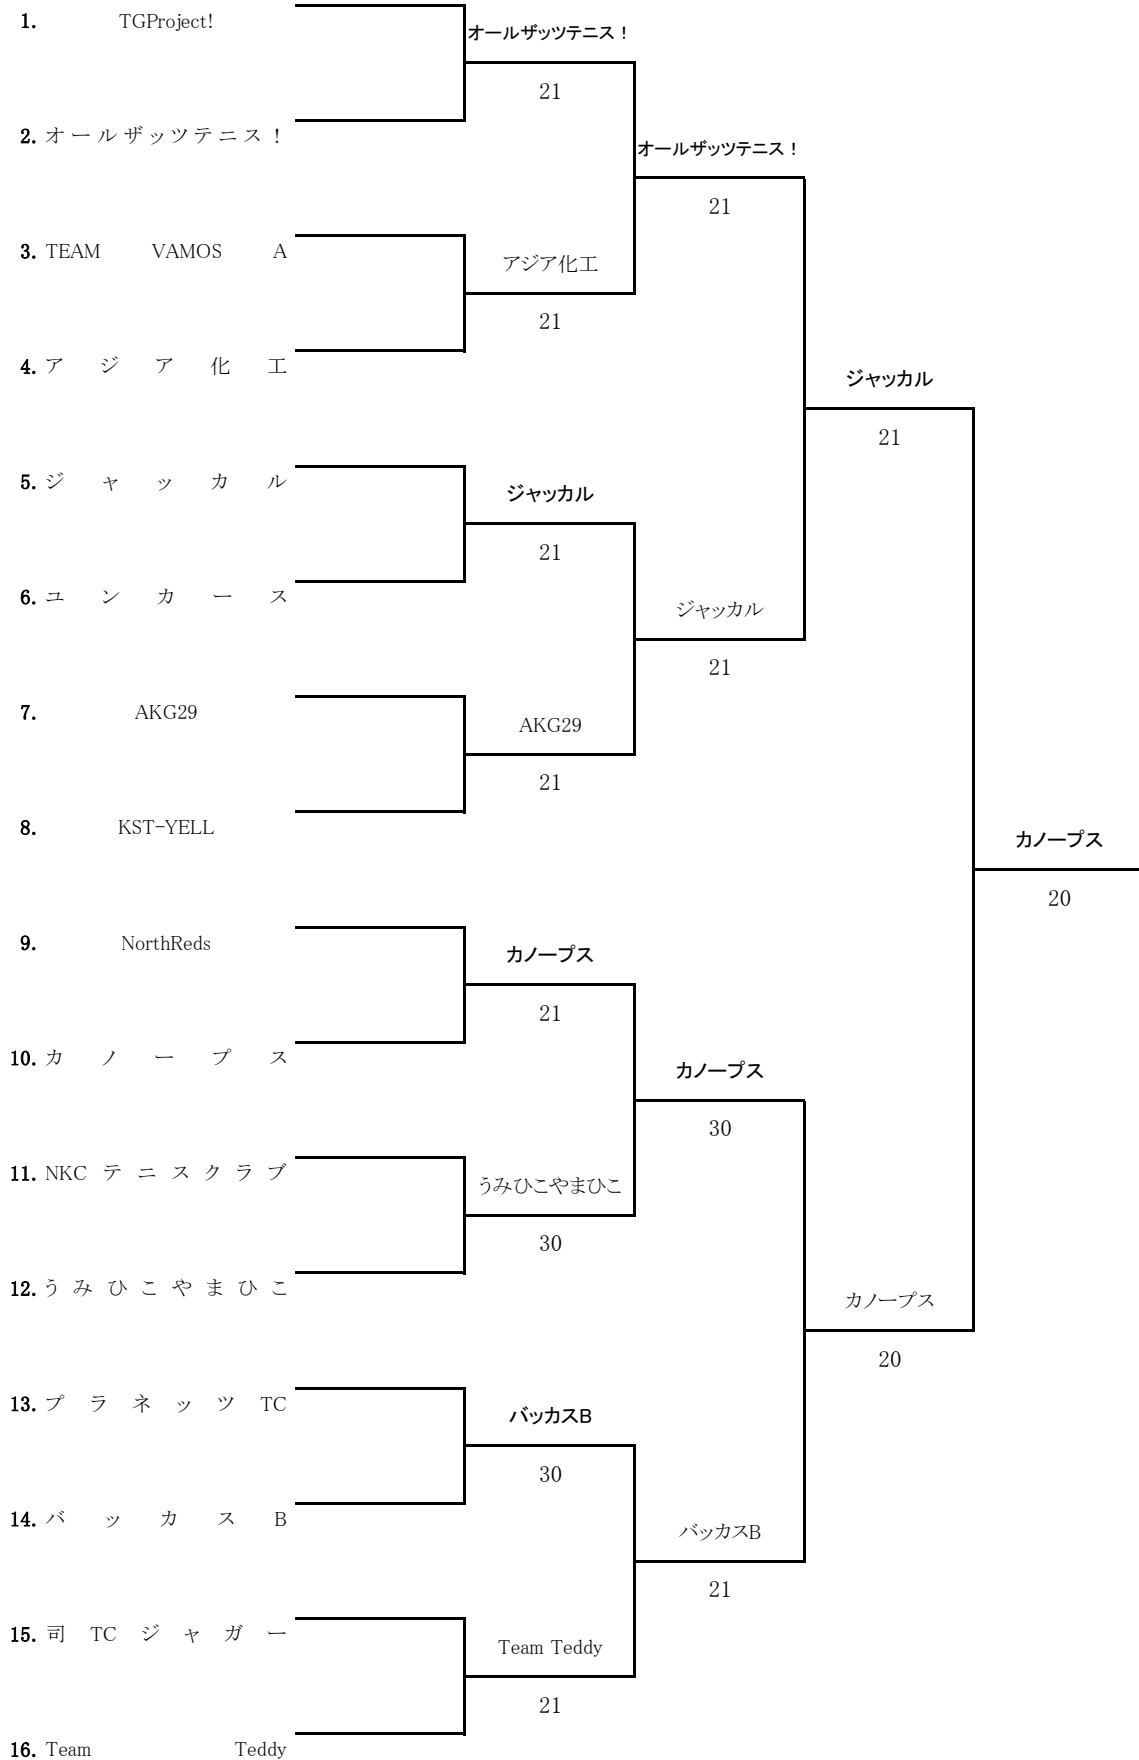 1. TGProject!
オールザッツテニス！
21
2. オールザッツテニス！
オールザッツテニス！
21
3. TEAM VAMOS A
アジア化工
21
4. アジア化工
ジャッカル
21
5. ジャッカル
ジャッカル
21
6. ユンカース
ジャッカル
21
7. AKG29
AKG29
21
8. KST-YELL
カノープス
20
9. NorthReds
カノープス
21
10. カノープス
カノープス
30
11. NKC テニスクラブ
うみひこやまひこ
30
12. うみひこやまひこ
カノープス
20
13. プラネッツ TC
バッカスB
30
14. バッカス B
バッカスB
21
15. 司 TC ジャガー
Team Teddy
21
16. Team Teddy